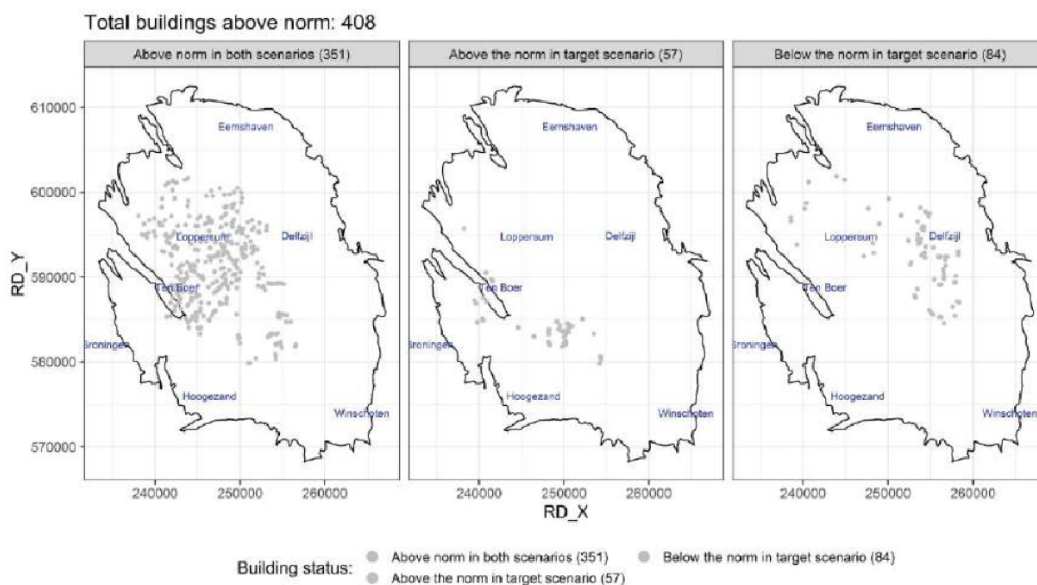 Total buildings above norm: 408
Above norm in both scenarios (351)
Above the norm in target scenario (57)
Below the norm in target scenario (84)
610000
600000
590000
580000
570000
RD_Y
Eemshaven
Loppersum
Delfzijl
Ten Boer
Groningen
Hoogezand
Winschoten
Eemshaven
Loppersum
Delfzijl
Ten Boer
Groningen
Hoogezand
Winschoten
Eemshaven
Loppersum
Delfzijl
Ten Boer
Groningen
Hoogezand
Winschoten
240000 250000 260000
240000 250000 260000
240000 250000 260000
RD_X
Building status:
Above norm in both scenarios (351)
Below the norm in target scenario (84)
Above the norm in target scenario (57)